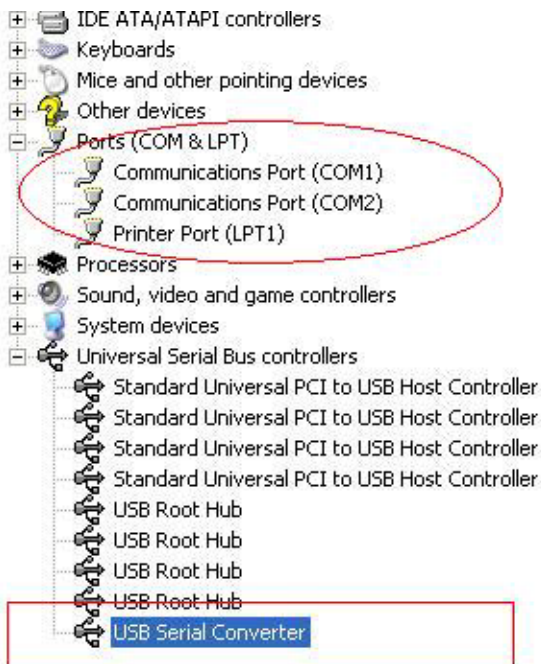 IDE ATA/ATAPI controllers
Keyboards
Mice and other pointing devices
Other devices
Ports (COM & LPT)
Communications Port (COM1)
Communications Port (COM2)
Printer Port (LPT1)
Processors
Sound, video and game controllers
System devices
Universal Serial Bus controllers
Standard Universal PCI to USB Host Controller
Standard Universal PCI to USB Host Controller
Standard Universal PCI to USB Host Controller
Standard Universal PCI to USB Host Controller
USB Root Hub
USB Root Hub
USB Root Hub
USB Root Hub
USB Serial Converter